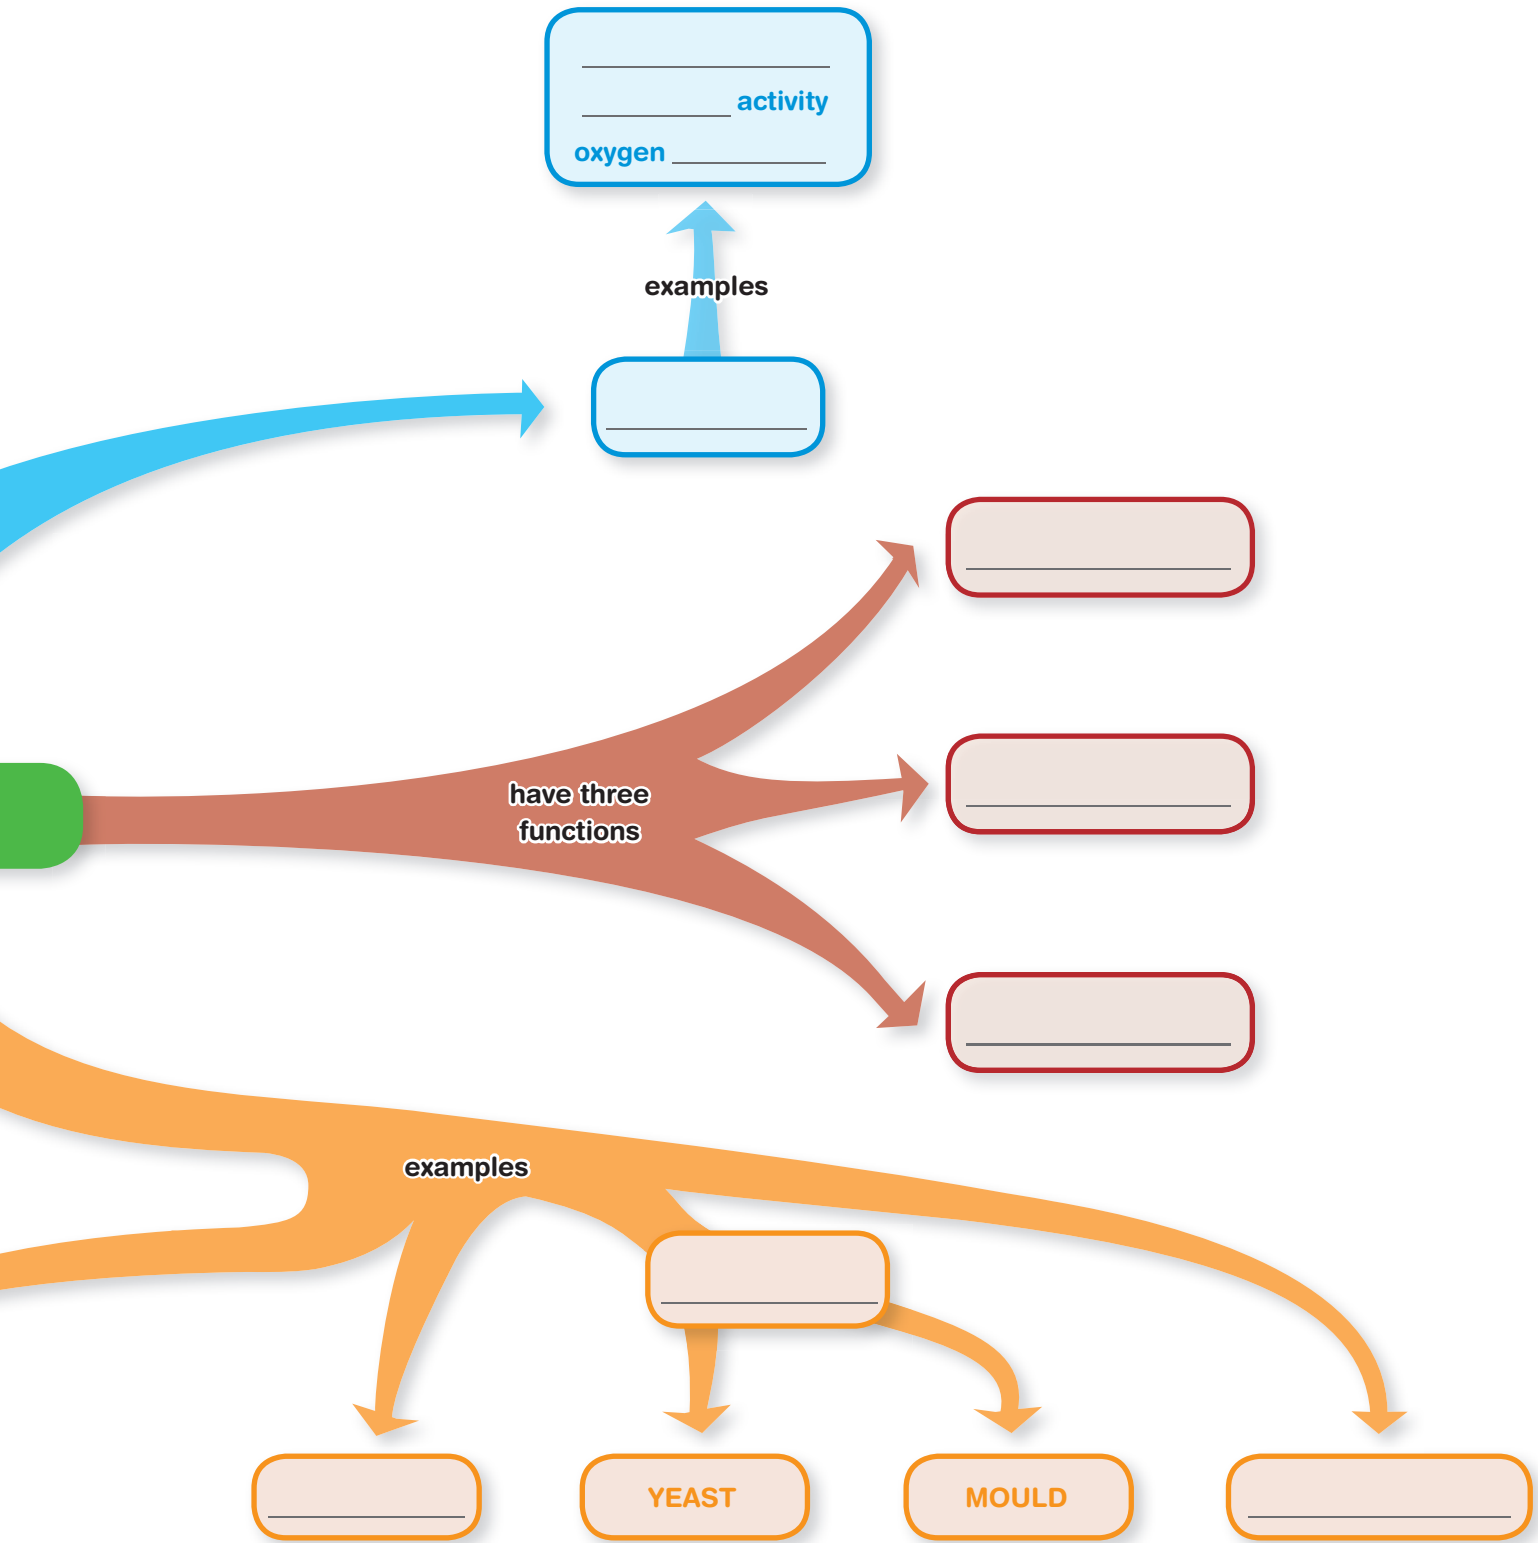 activity
oxygen
examples
have three
functions
examples
YEAST
MOULD